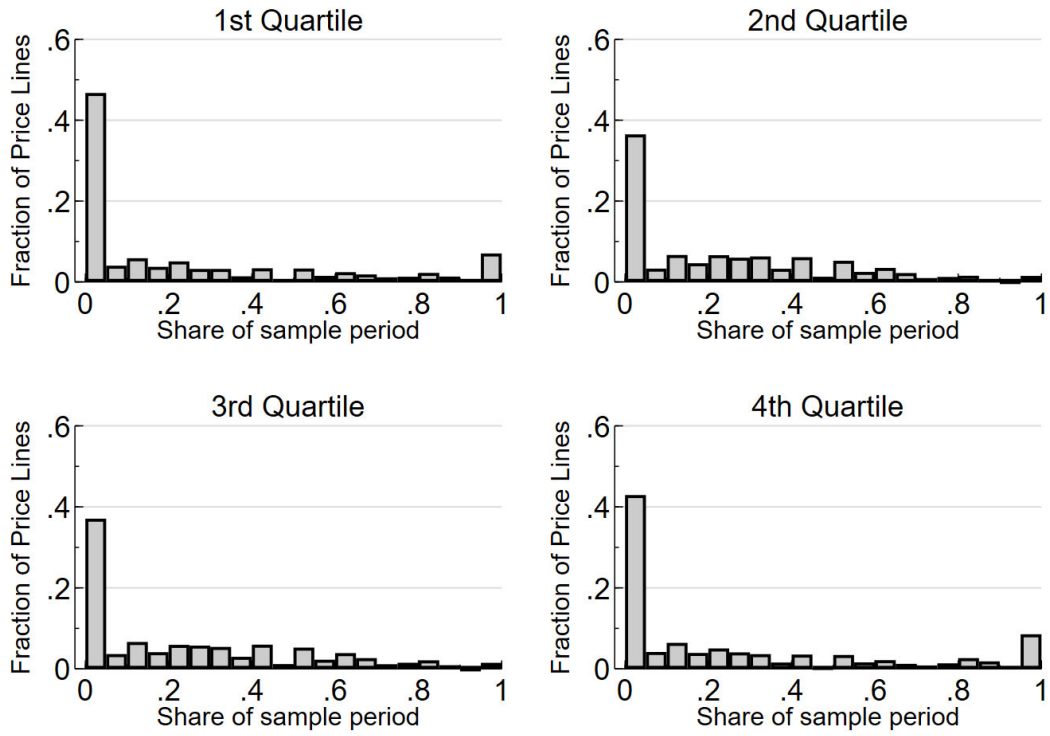 1st Quartile
Fraction of Price Lines
.6
.4
.2
0
0 .2 .4 .6 .8 1
Share of sample period
2nd Quartile
Fraction of Price Lines
.6
.4
.2
0
0 .2 .4 .6 .8 1
Share of sample period
3rd Quartile
Fraction of Price Lines
.6
.4
.2
0
0 .2 .4 .6 .8 1
Share of sample period
4th Quartile
Fraction of Price Lines
.6
.4
.2
0
0 .2 .4 .6 .8 1
Share of sample period